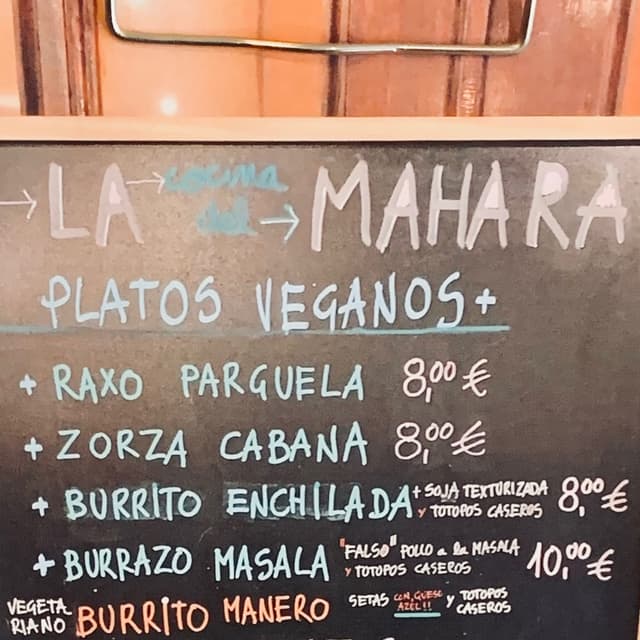 → LA → cocina del → MAHARA
PLATOS VEGANOS +
+ RAXO PARGUELA 8,00 €
+ ZORZA CABANA 8,00 €
+ BURRITO ENCHILADA + SOJA TEXTURIZADA y TOTOPOS CASEROS 8,00 €
+ BURRAZO MASALA "FALSO" POLLO a la MASALA y TOTOPOS CASEROS 10,00 €
VEGETARIANO BURRITO MANERO SETAS CON QUESO AZUL!! y TOTOPOS CASEROS